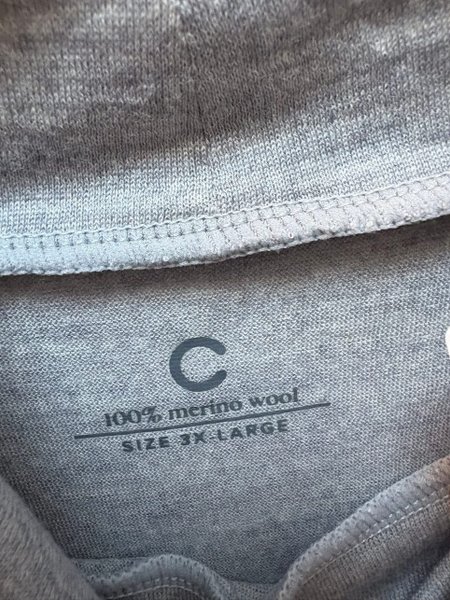 C
100% merino wool
SIZE 3X-LARGE